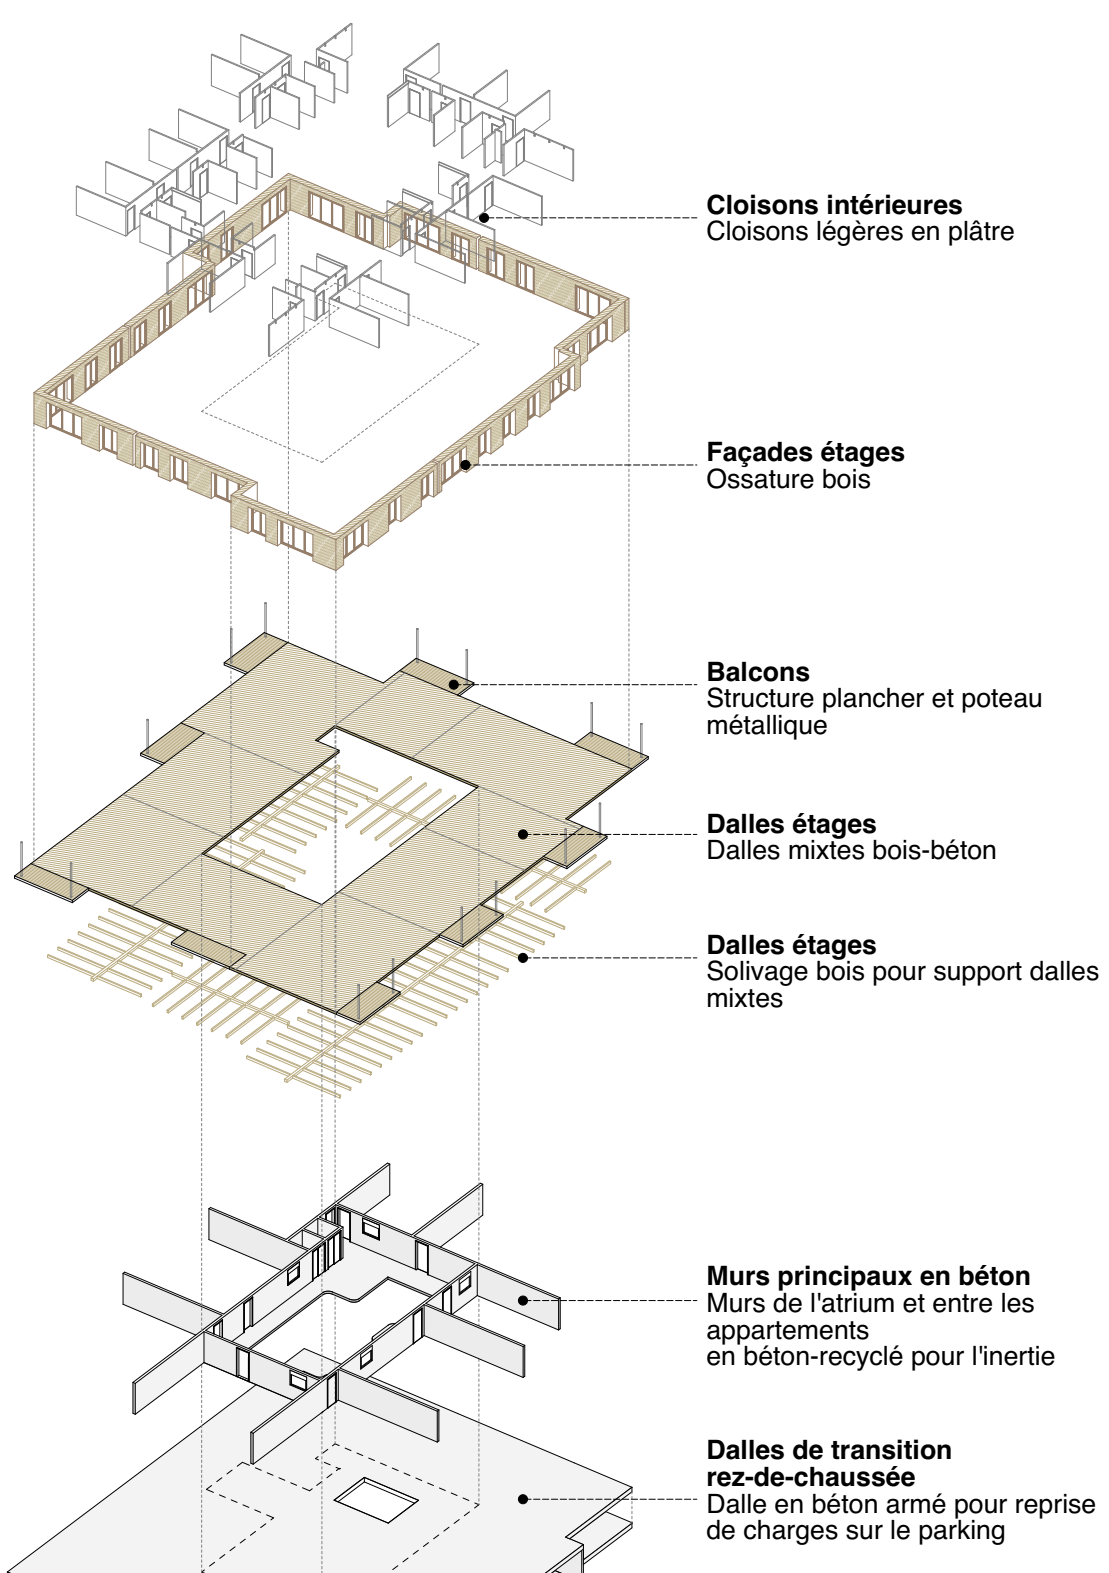 Cloisons intérieures
Cloisons légères en plâtre
Façades étages
Ossature bois
Balcons
Structure plancher et poteau
métallique
Dalles étages
Dalles mixtes bois-béton
Dalles étages
Solivage bois pour support dalles
mixtes
Murs principaux en béton
Murs de l'atrium et entre les
appartements
en béton-recyclé pour l'inertie
Dalles de transition
rez-de-chaussée
Dalle en béton armé pour reprise
de charges sur le parking